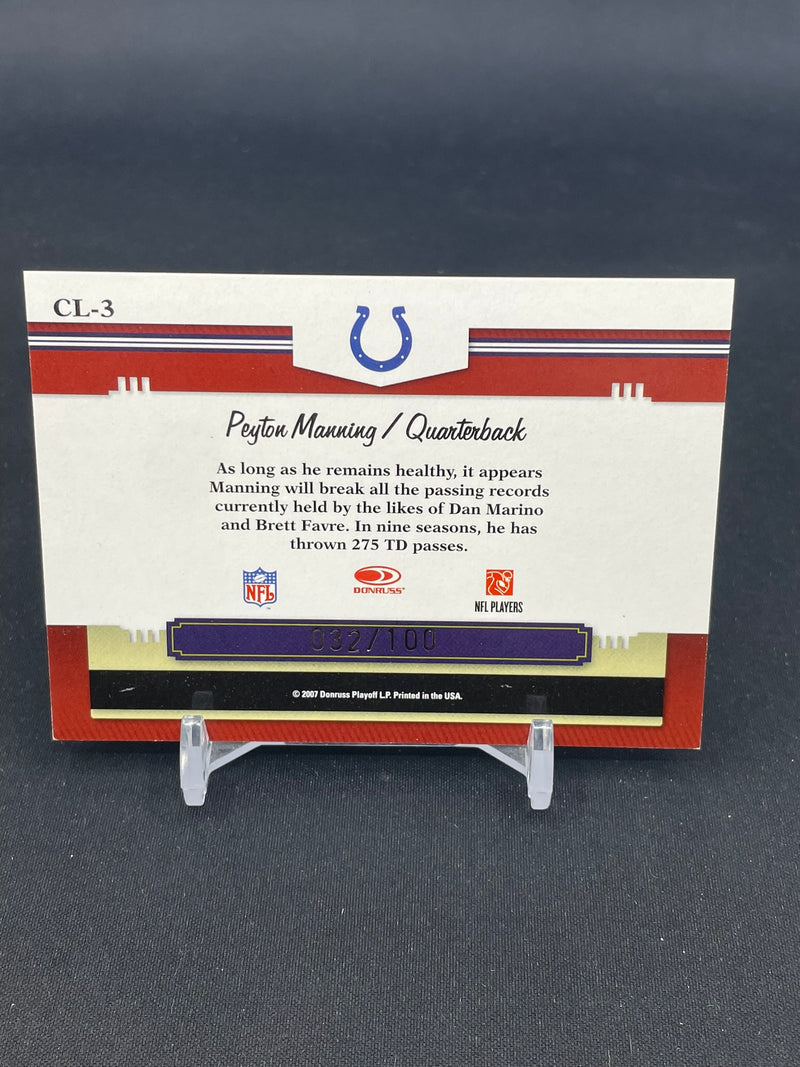 CL-3
Peyton Manning / Quarterback
As long as he remains healthy, it appears
Manning will break all the passing records
currently held by the likes of Dan Marino
and Brett Favre. In nine seasons, he has
thrown 275 TD passes.
NFL
™
DONRUSS®
NFL PLAYERS
032/100
© 2007 Donruss Playoff L.P. Printed in the USA.